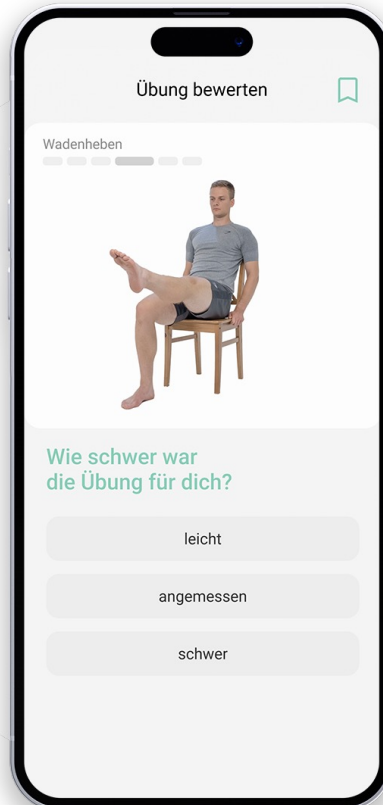 Übung bewerten
Wadenheben
Wie schwer war
die Übung für dich?
leicht
angemessen
schwer